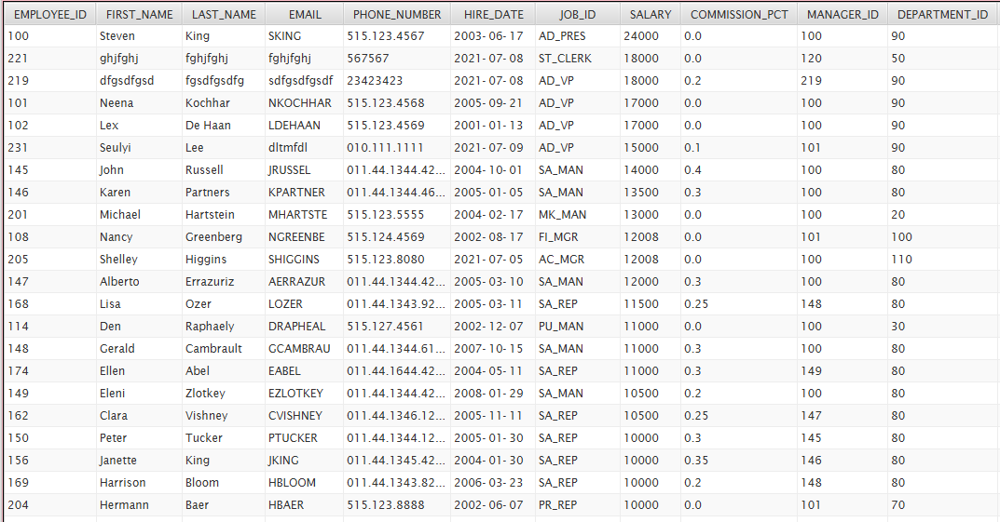 EMPLOYEE_ID FIRST_NAME LAST_NAME EMAIL PHONE_NUMBER HIRE_DATE JOB_ID SALARY COMMISSION_PCT MANAGER_ID DEPARTMENT_ID
100 Steven King SKING 515.123.4567 2003-06-17 AD_PRES 24000 0.0 100 90
221 ghjfghj fghjfghj fghjfghj 567567 2021-07-08 ST_CLERK 18000 0.0 120 50
219 dfgsdfgsd fgsdfgsdfg sdfgsdfgsdf 23423423 2021-07-08 AD_VP 18000 0.2 219 90
101 Neena Kochhar NKOCHHAR 515.123.4568 2005-09-21 AD_VP 17000 0.0 100 90
102 Lex De Haan LDEHAAN 515.123.4569 2001-01-13 AD_VP 17000 0.0 100 90
231 Seulyi Lee dltmfdl 010.111.1111 2021-07-09 AD_VP 15000 0.1 101 90
145 John Russell JRUSSEL 011.44.1344.42... 2004-10-01 SA_MAN 14000 0.4 100 80
146 Karen Partners KPARTNER 011.44.1344.46... 2005-01-05 SA_MAN 13500 0.3 100 80
201 Michael Hartstein MHARTSTE 515.123.5555 2004-02-17 MK_MAN 13000 0.0 100 20
108 Nancy Greenberg NGREENBE 515.124.4569 2002-08-17 FI_MGR 12008 0.0 101 100
205 Shelley Higgins SHIGGINS 515.123.8080 2021-07-05 AC_MGR 12008 0.0 100 110
147 Alberto Errazuriz AERRAZUR 011.44.1344.42... 2005-03-10 SA_MAN 12000 0.3 100 80
168 Lisa Ozer LOZER 011.44.1343.92... 2005-03-11 SA_REP 11500 0.25 148 80
114 Den Raphaely DRAPHEAL 515.127.4561 2002-12-07 PU_MAN 11000 0.0 100 30
148 Gerald Cambrault GCAMBRAU 011.44.1344.61... 2007-10-15 SA_MAN 11000 0.3 100 80
174 Ellen Abel EABEL 011.44.1644.42... 2004-05-11 SA_REP 11000 0.3 149 80
149 Eleni Zlotkey EZLOTKEY 011.44.1344.42... 2008-01-29 SA_MAN 10500 0.2 100 80
162 Clara Vishney CVISHNEY 011.44.1346.12... 2005-11-11 SA_REP 10500 0.25 147 80
150 Peter Tucker PTUCKER 011.44.1344.12... 2005-01-30 SA_REP 10000 0.3 145 80
156 Janette King JKING 011.44.1345.42... 2004-01-30 SA_REP 10000 0.35 146 80
169 Harrison Bloom HBLOOM 011.44.1343.82... 2006-03-23 SA_REP 10000 0.2 148 80
204 Hermann Baer HBAER 515.123.8888 2002-06-07 PR_REP 10000 0.0 101 70